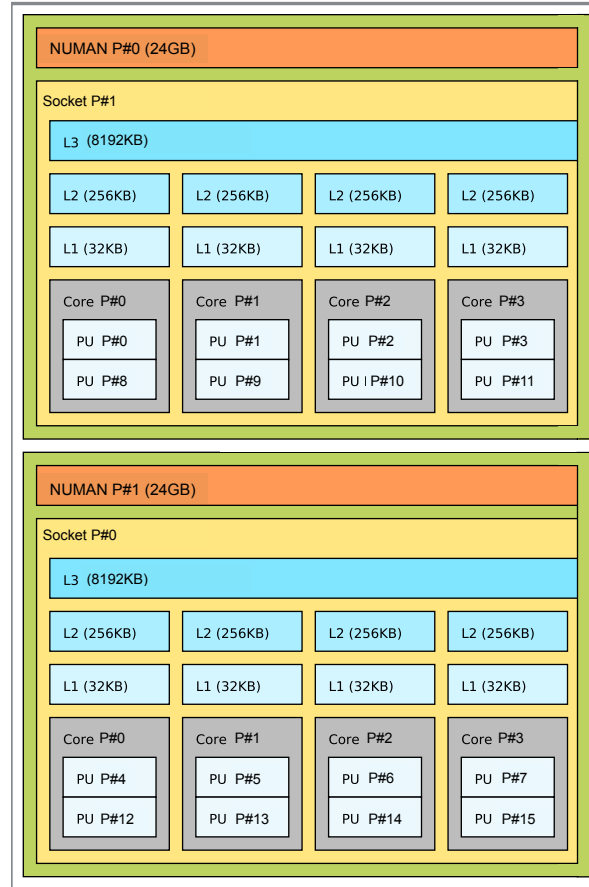 NUMAN P#0 (24GB)
Socket P#1
L3 (8192KB)
L2 (256KB) L2 (256KB) L2 (256KB) L2 (256KB)
L1 (32KB) L1 (32KB) L1 (32KB) L1 (32KB)
Core P#0 Core P#1 Core P#2 Core P#3
PU P#0 PU P#1 PU P#2 PU P#3
PU P#8 PU P#9 PU P#10 PU P#11
NUMAN P#1 (24GB)
Socket P#0
L3 (8192KB)
L2 (256KB) L2 (256KB) L2 (256KB) L2 (256KB)
L1 (32KB) L1 (32KB) L1 (32KB) L1 (32KB)
Core P#0 Core P#1 Core P#2 Core P#3
PU P#4 PU P#5 PU P#6 PU P#7
PU P#12 PU P#13 PU P#14 PU P#15